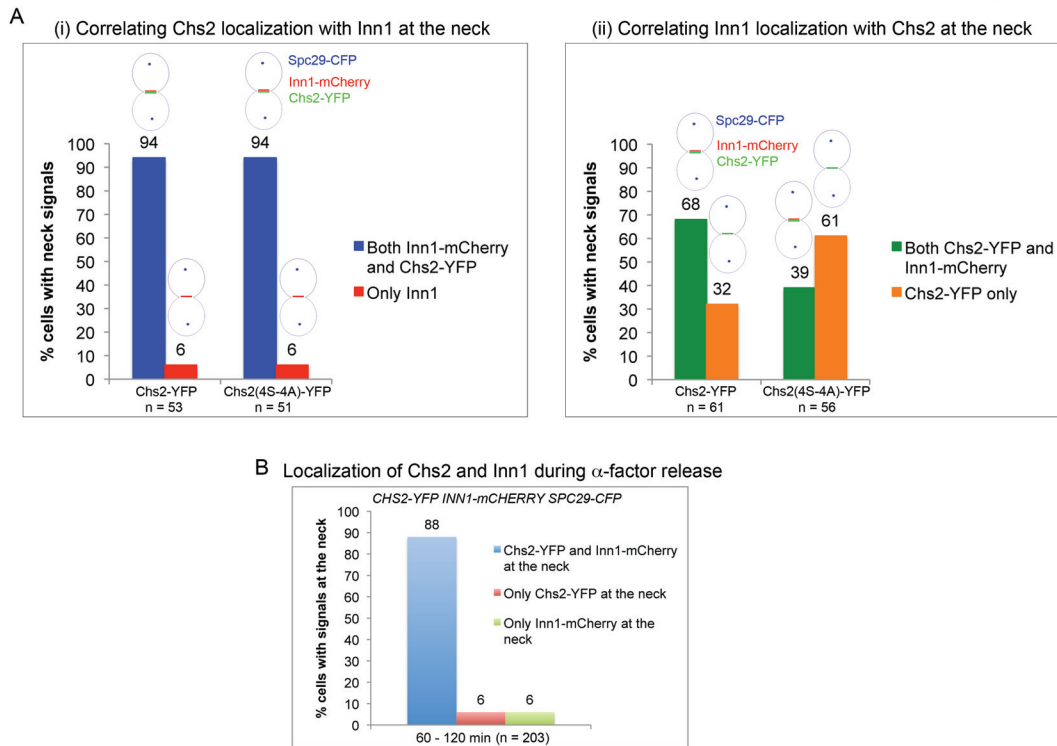 A
(i) Correlating Chs2 localization with Inn1 at the neck
Spc29-CFP
Inn1-mCherry
Chs2-YFP
% cells with neck signals
100
90
80
70
60
50
40
30
20
10
0
94
6
94
6
Chs2-YFP
n = 53
Chs2(4S-4A)-YFP
n = 51
Both Inn1-mCherry
and Chs2-YFP
Only Inn1
(ii) Correlating Inn1 localization with Chs2 at the neck
Spc29-CFP
Inn1-mCherry
Chs2-YFP
% cells with neck signals
100
90
80
70
60
50
40
30
20
10
0
68
32
39
61
Chs2-YFP
n = 61
Chs2(4S-4A)-YFP
n = 56
Both Chs2-YFP and
Inn1-mCherry
Chs2-YFP only
B
Localization of Chs2 and Inn1 during α-factor release
CHS2-YFP INN1-mCHERRY SPC29-CFP
% cells with signals at the neck
100
90
80
70
60
50
40
30
20
10
0
88
6
6
60 - 120 min (n = 203)
Chs2-YFP and Inn1-mCherry
at the neck
Only Chs2-YFP at the neck
Only Inn1-mCherry at the
neck